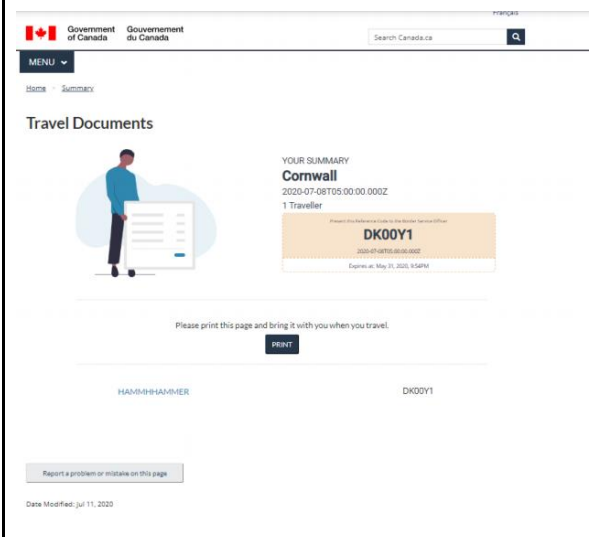 Français
Government of Canada
Gouvernement du Canada
Search Canada.ca
MENU
Home > Summary
Travel Documents
YOUR SUMMARY
Cornwall
2020-07-08T05:00:00.000Z
1 Traveller
Present this Reference Code to the Border Service Officer
DK00Y1
2020-07-08T05:00:00.000Z
Expires at: May 31, 2020, 6:54PM
Please print this page and bring it with you when you travel.
PRINT
HAMMHHAMMER DK00Y1
Report a problem or mistake on this page
Date Modified: Jul 11, 2020